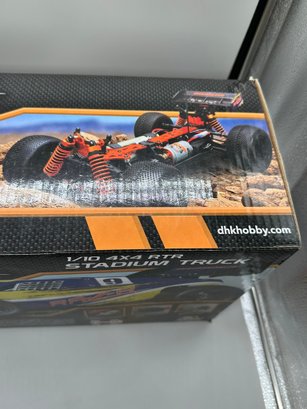 dhkhobby.com
1/10 4X4 RTR
STADIUM TRUCK